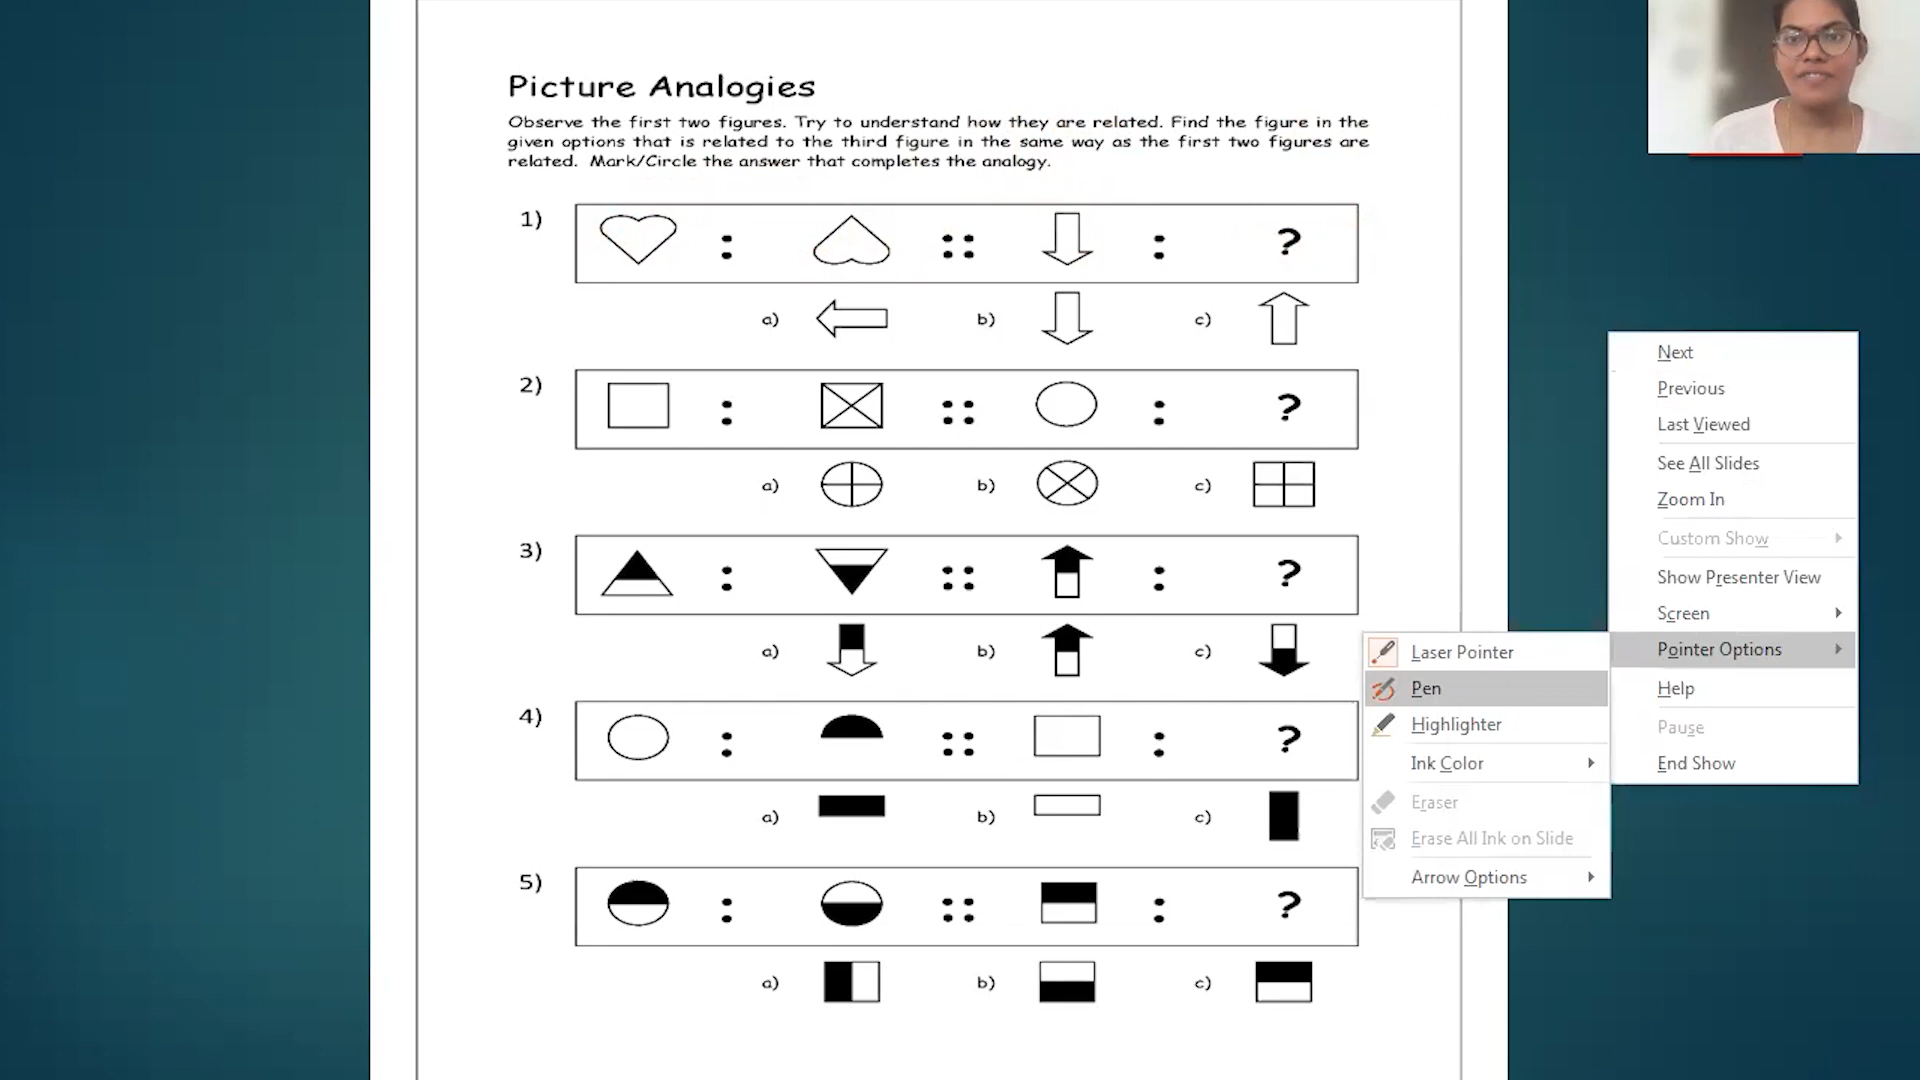 Picture Analogies
Observe the first two figures. Try to understand how they are related. Find the figure in the
given options that is related to the third figure in the same way as the first two figures are
related. Mark/Circle the answer that completes the analogy.
1) : :: : ?
a) b) c)
2) : :: : ?
a) b) c)
3) : :: : ?
a) b) c)
4) : :: : ?
a) b) c)
5) : :: : ?
a) b) c)
Next
Previous
Last Viewed
See All Slides
Zoom In
Custom Show
Show Presenter View
Screen
Pointer Options
Help
Pause
End Show
Laser Pointer
Pen
Highlighter
Ink Color
Eraser
Erase All Ink on Slide
Arrow Options